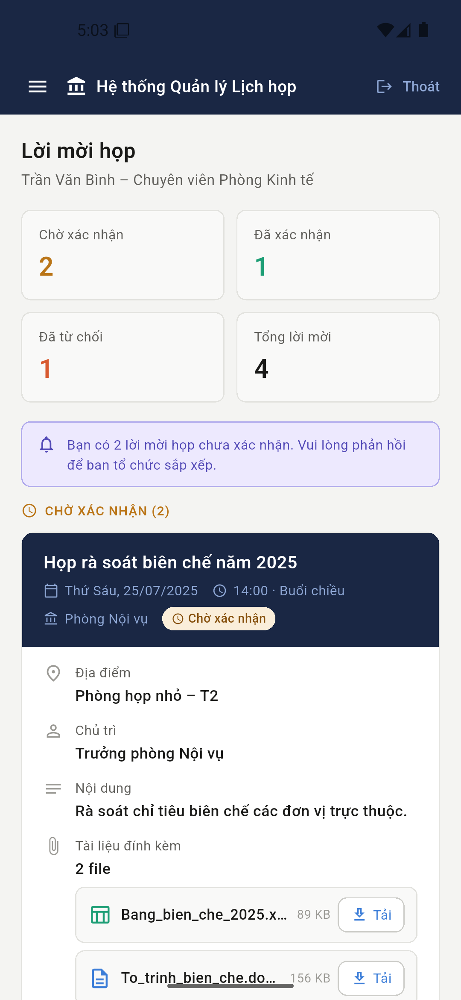 5:03
Hệ thống Quản lý Lịch họp
Thoát
Lời mời họp
Trần Văn Bình – Chuyên viên Phòng Kinh tế
Chờ xác nhận
2
Đã xác nhận
1
Đã từ chối
1
Tổng lời mời
4
Bạn có 2 lời mời họp chưa xác nhận. Vui lòng phản hồi
để ban tổ chức sắp xếp.
CHỜ XÁC NHẬN (2)
Họp rà soát biên chế năm 2025
Thứ Sáu, 25/07/2025
14:00 · Buổi chiều
Phòng Nội vụ
Chờ xác nhận
Địa điểm
Phòng họp nhỏ – T2
Chủ trì
Trưởng phòng Nội vụ
Nội dung
Rà soát chỉ tiêu biên chế các đơn vị trực thuộc.
Tài liệu đính kèm
2 file
Bang_bien_che_2025.x...
89 KB
Tải
To_trinh_bien_che.do...
156 KB
Tải